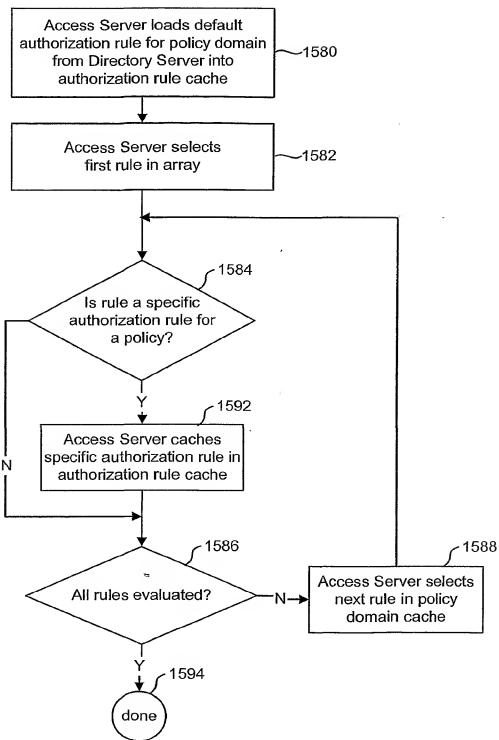 Access Server loads default
authorization rule for policy domain
from Directory Server into
authorization rule cache
1580
Access Server selects
first rule in array
1582
1584
Is rule a specific
authorization rule for
a policy?
Y
1592
Access Server caches
specific authorization rule in
authorization rule cache
N
1586
All rules evaluated?
N
1588
Access Server selects
next rule in policy
domain cache
Y
1594
done